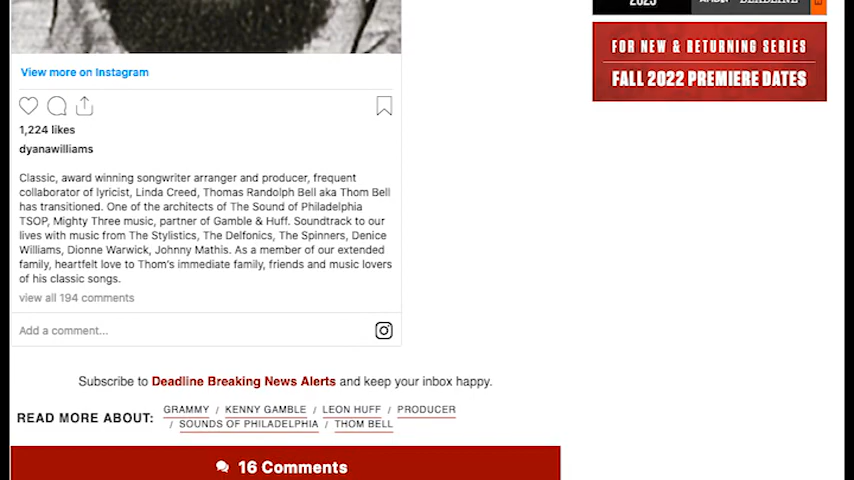 2023
DEADLINE
FOR NEW & RETURNING SERIES
FALL 2022 PREMIERE DATES
View more on Instagram
1,224 likes
dyanawilliams
Classic, award winning songwriter arranger and producer, frequent
collaborator of lyricist, Linda Creed, Thomas Randolph Bell aka Thom Bell
has transitioned. One of the architects of The Sound of Philadelphia
TSOP, Mighty Three music, partner of Gamble & Huff. Soundtrack to our
lives with music from The Stylistics, The Delfonics, The Spinners, Denice
Williams, Dionne Warwick, Johnny Mathis. As a member of our extended
family, heartfelt love to Thom's immediate family, friends and music lovers
of his classic songs.
view all 194 comments
Add a comment...
Subscribe to Deadline Breaking News Alerts and keep your inbox happy.
READ MORE ABOUT: GRAMMY / KENNY GAMBLE / LEON HUFF / PRODUCER
/ SOUNDS OF PHILADELPHIA / THOM BELL
16 Comments